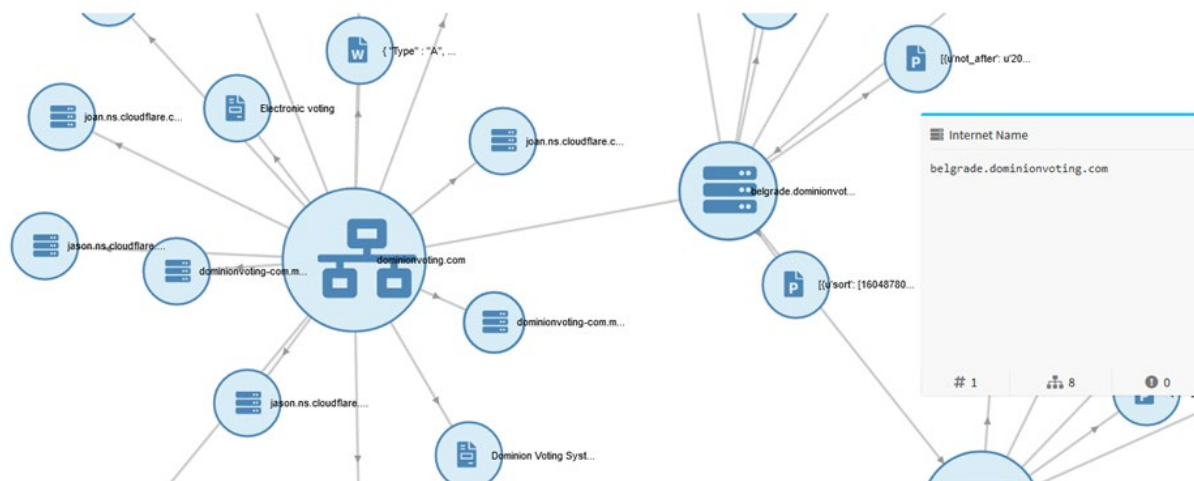 { "Type" : "A", ...
[{u'not_after': u'20...
Electronic voting
joan.ns.cloudflare.c...
joan.ns.cloudflare.c...
Internet Name
belgrade.dominionvoting.com
belgrade.dominionvot...
jason.ns.cloudflare....
dominionvoting.com
dominionvoting-com.m...
[{u'sort': [16048780...
dominionvoting-com.m...
# 1
8
0
jason.ns.cloudflare....
Dominion Voting Syst...